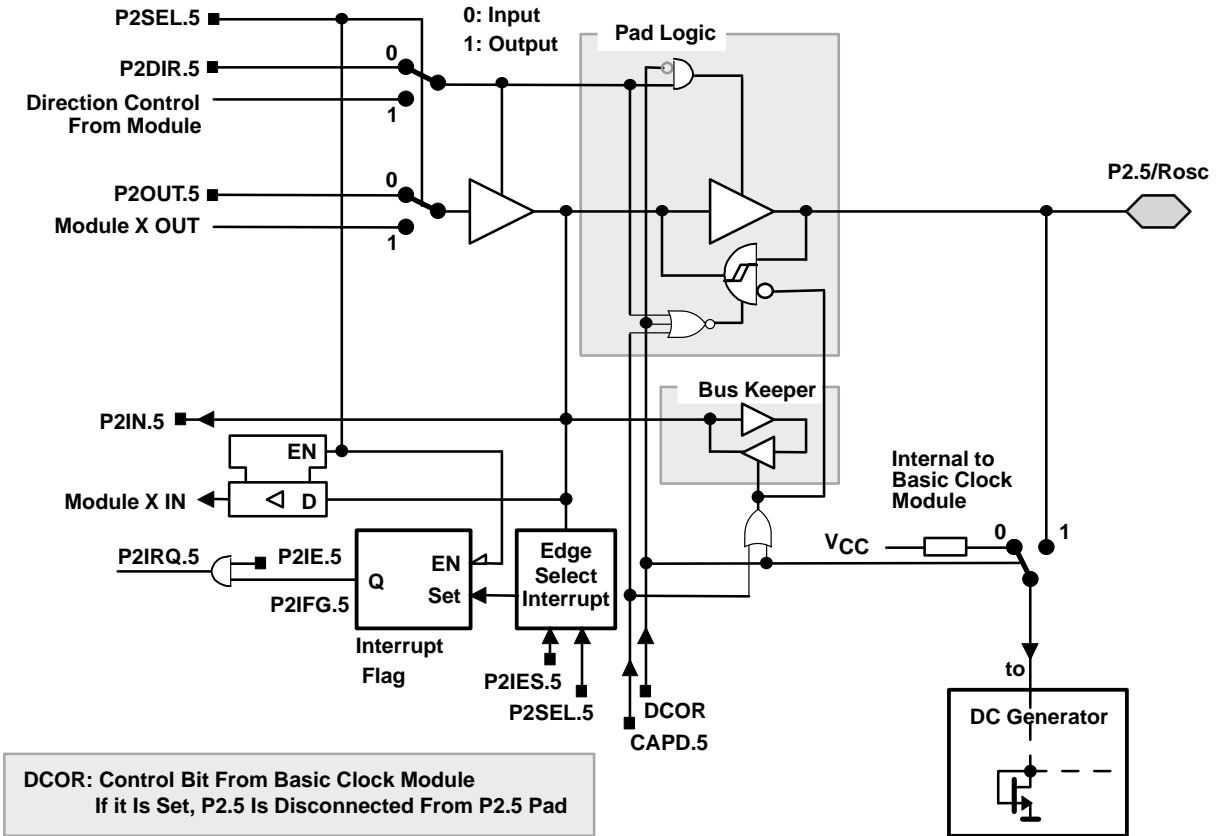 P2SEL.5
0: Input
1: Output
Pad Logic
P2DIR.5
0
Direction Control
From Module
1
P2OUT.5
0
Module X OUT
1
P2.5/Rosc
Bus Keeper
P2IN.5
EN
Module X IN
D
Internal to
Basic Clock
Module
VCC
0
1
P2IRQ.5
P2IE.5
P2IFG.5
Q
EN
Set
Interrupt
Flag
Edge
Select
Interrupt
P2IES.5
P2SEL.5
DCOR
CAPD.5
to
DC Generator
DCOR: Control Bit From Basic Clock Module
If it Is Set, P2.5 Is Disconnected From P2.5 Pad